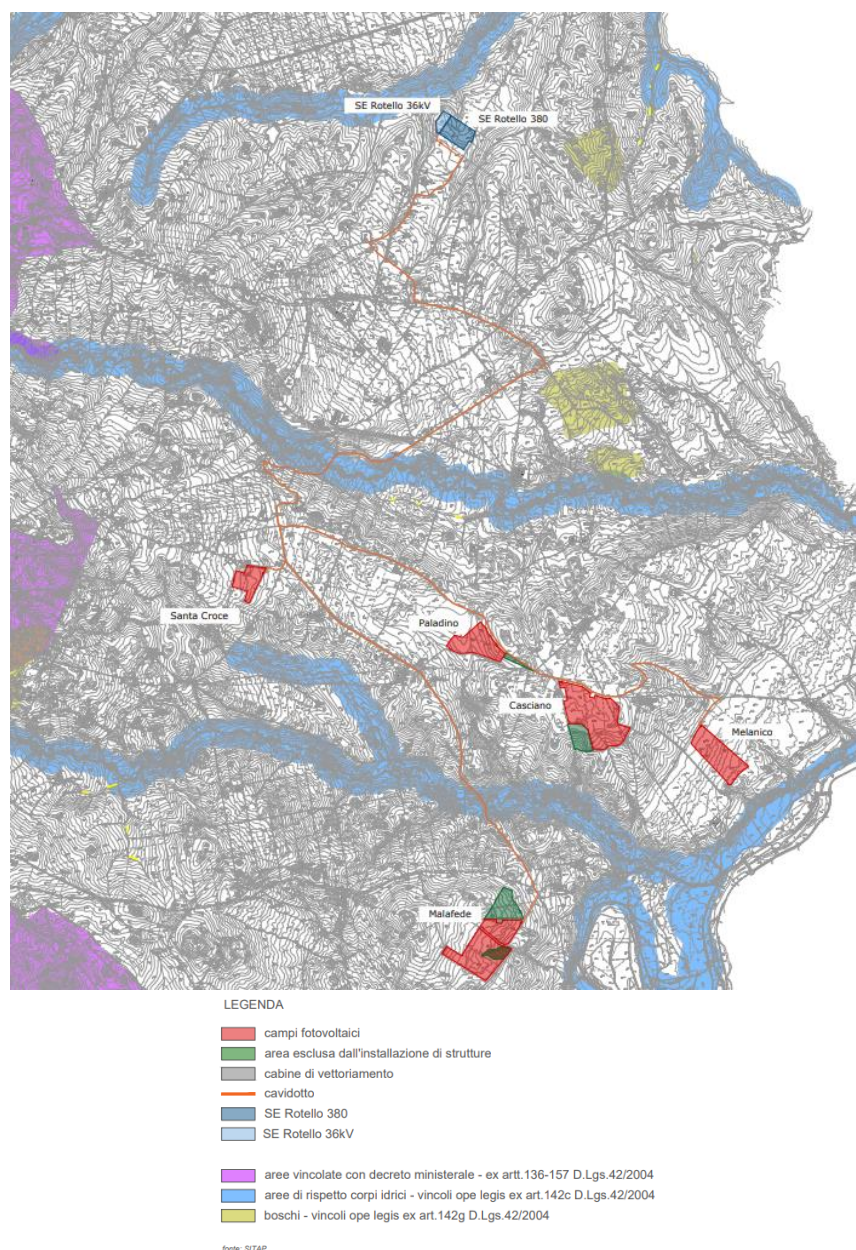 SE Rotello 36kV
SE Rotello 380
Santa Croce
Paladino
Casciano
Melanico
Malafede
LEGENDA
campi fotovoltaici
area esclusa dall'installazione di strutture
cabine di vettoriamento
cavidotto
SE Rotello 380
SE Rotello 36kV
aree vincolate con decreto ministerale - ex artt.136-157 D.Lgs.42/2004
aree di rispetto corpi idrici - vincoli ope legis ex art.142c D.Lgs.42/2004
boschi - vincoli ope legis ex art.142g D.Lgs.42/2004
fonte: SITAP